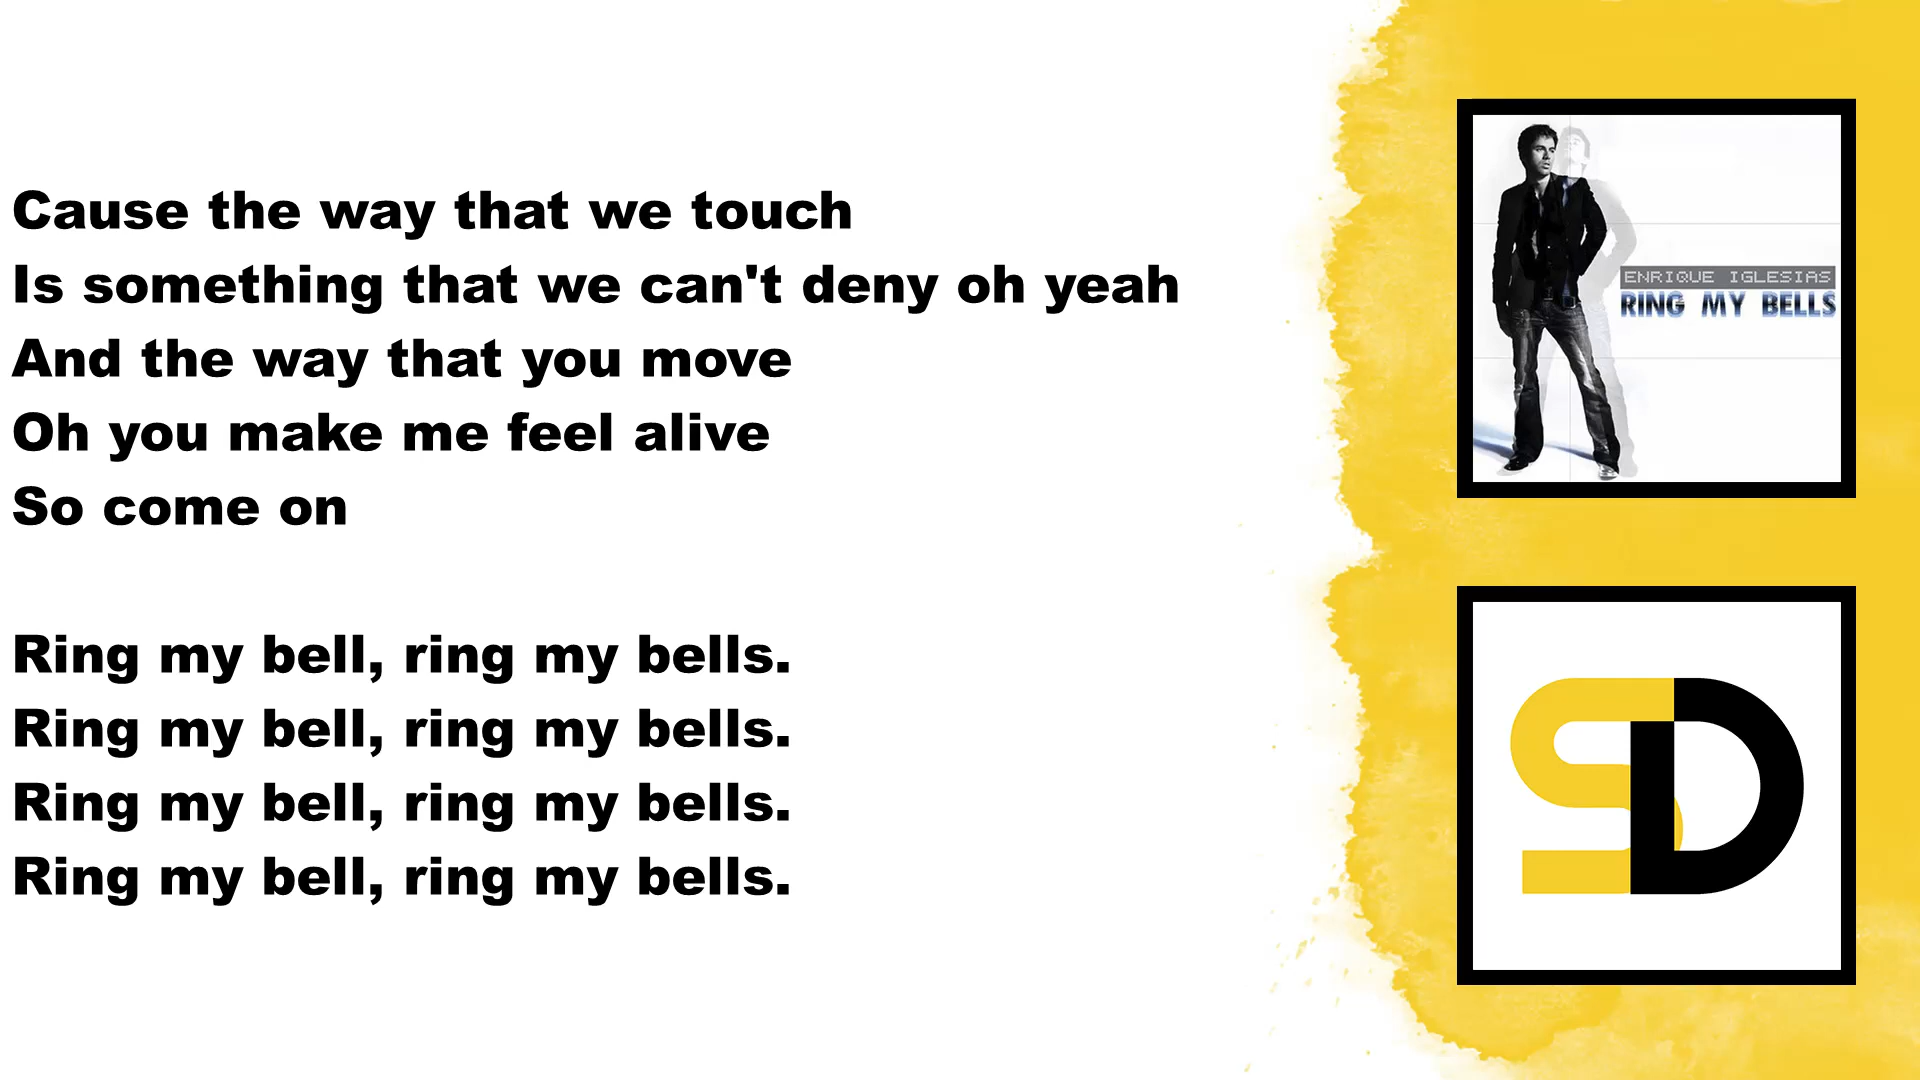 Cause the way that we touch
Is something that we can't deny oh yeah
And the way that you move
Oh you make me feel alive
So come on
Ring my bell, ring my bells.
Ring my bell, ring my bells.
Ring my bell, ring my bells.
Ring my bell, ring my bells.
ENRIQUE IGLESIAS
RING MY BELLS
SD